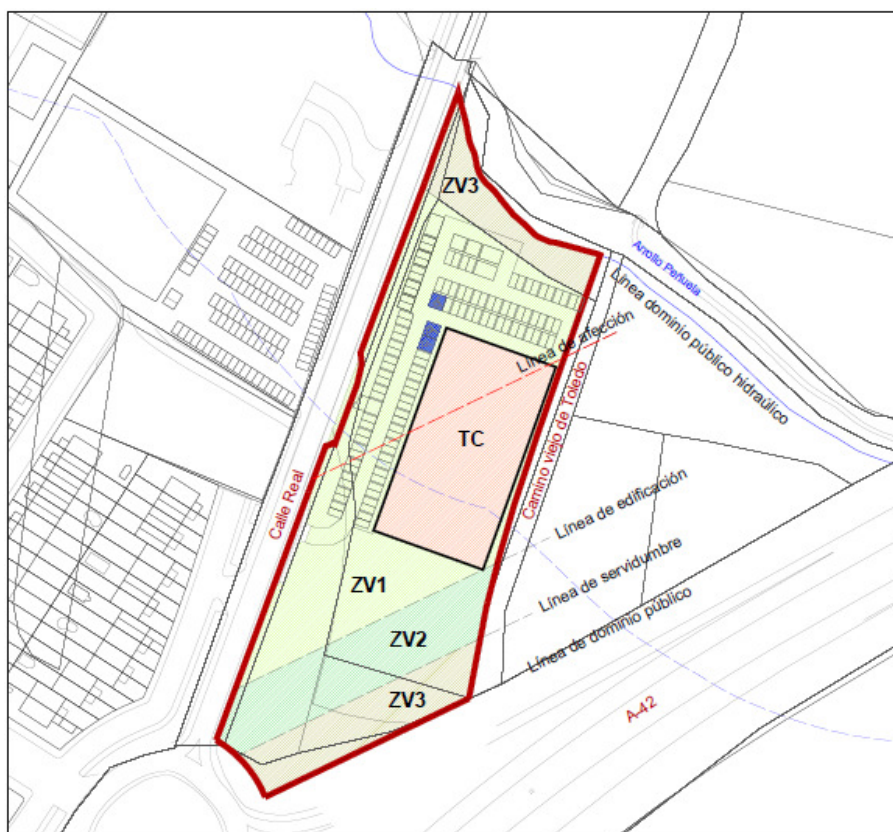 ZV3
Arrollo Peñuela
Línea dominio público hidraúlico
Línea de afección
TC
Camino viejo de Toledo
Calle Real
Línea de edificación
ZV1
Línea de servidumbre
ZV2
Línea de dominio público
ZV3
A-42